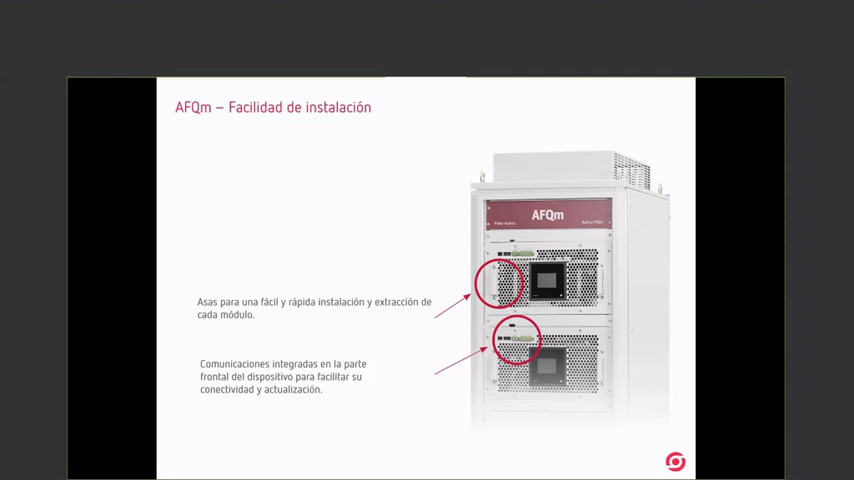 AFQm – Facilidad de instalación
AFQm
Filtro Activo
Active Filter
Asas para una fácil y rápida instalación y extracción de
cada módulo.
Comunicaciones integradas en la parte
frontal del dispositivo para facilitar su
conectividad y actualización.